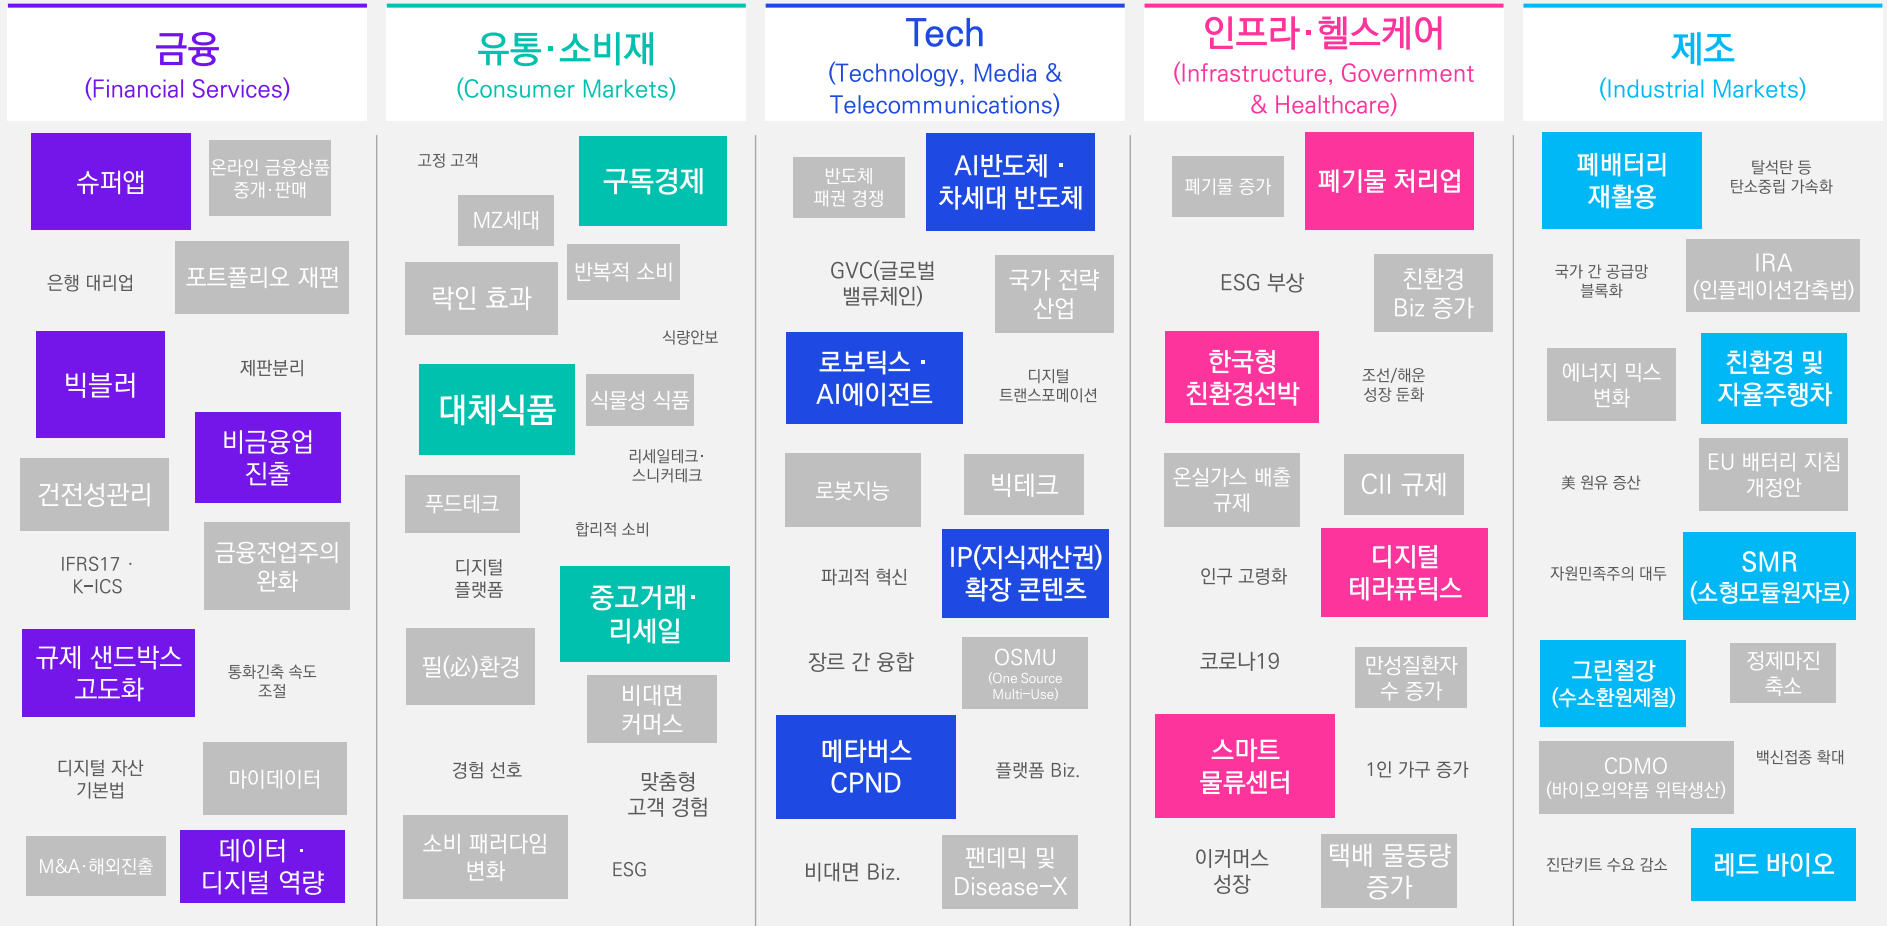 금융
(Financial Services)
슈퍼앱
온라인 금융상품
중개·판매
은행 대리업
포트폴리오 재편
빅블러
제판분리
비금융업
진출
건전성관리
금융전업주의
완화
IFRS17 ·
K-ICS
규제 샌드박스
고도화
통화긴축 속도
조절
디지털 자산
기본법
마이데이터
M&A·해외진출
데이터 ·
디지털 역량
유통·소비재
(Consumer Markets)
고정 고객
구독경제
MZ세대
반복적 소비
락인 효과
식량안보
대체식품
식물성 식품
리세일테크·
스니커테크
푸드테크
합리적 소비
디지털
플랫폼
중고거래·
리세일
필(必)환경
비대면
커머스
경험 선호
맞춤형
고객 경험
소비 패러다임
변화
ESG
Tech
(Technology, Media &
Telecommunications)
반도체
패권 경쟁
AI반도체 ·
차세대 반도체
GVC(글로벌
밸류체인)
국가 전략
산업
로보틱스 ·
AI에이전트
디지털
트랜스포메이션
로봇지능
빅테크
파괴적 혁신
IP(지식재산권)
확장 콘텐츠
장르 간 융합
OSMU
(One Source
Multi-Use)
메타버스
CPND
플랫폼 Biz.
비대면 Biz.
팬데믹 및
Disease-X
인프라·헬스케어
(Infrastructure, Government
& Healthcare)
폐기물 증가
폐기물 처리업
ESG 부상
친환경
Biz 증가
한국형
친환경선박
조선/해운
성장 둔화
온실가스 배출
규제
CII 규제
인구 고령화
디지털
테라퓨틱스
코로나19
만성질환자
수 증가
스마트
물류센터
1인 가구 증가
이커머스
성장
택배 물동량
증가
제조
(Industrial Markets)
폐배터리
재활용
탈석탄 등
탄소중립 가속화
국가 간 공급망
블록화
IRA
(인플레이션감축법)
에너지 믹스
변화
친환경 및
자율주행차
美 원유 증산
EU 배터리 지침
개정안
자원민족주의 대두
SMR
(소형모듈원자로)
그린철강
(수소환원제철)
정제마진
축소
CDMO
(바이오의약품 위탁생산)
백신접종 확대
진단키트 수요 감소
레드 바이오